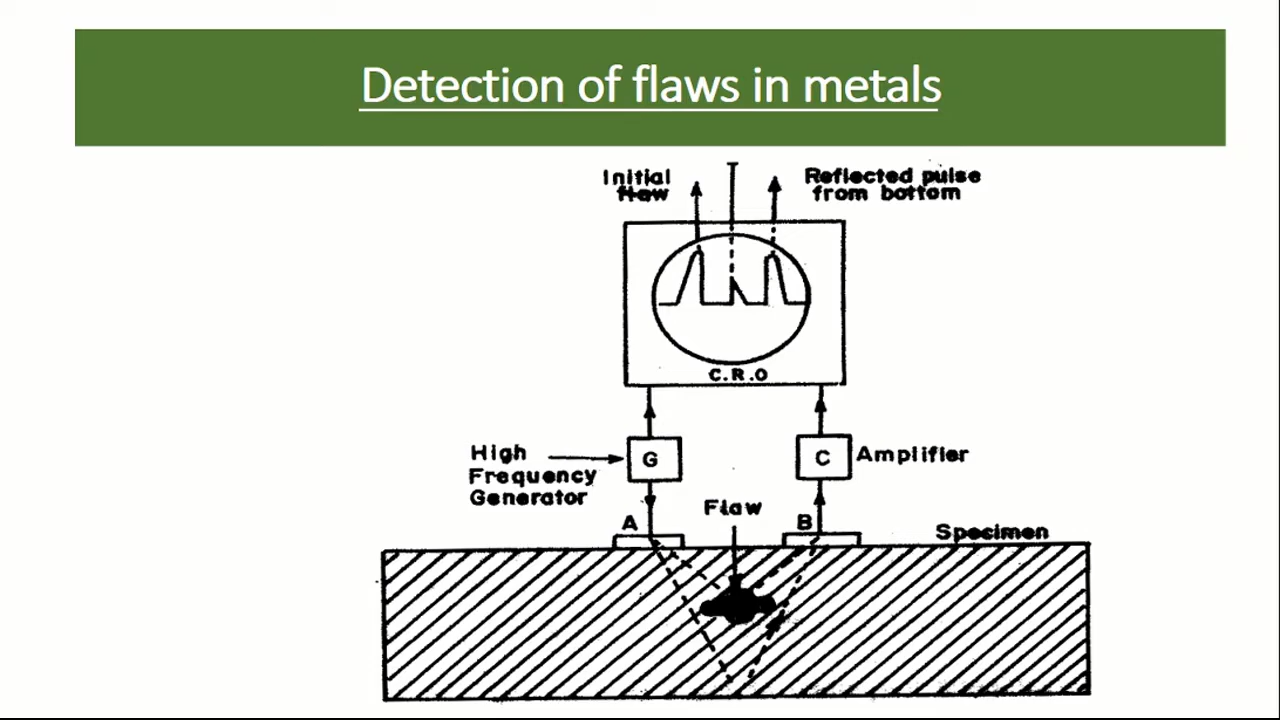 Detection of flaws in metals
Initial
flaw
Reflected pulse
from bottom
C.R.O
High
Frequency
Generator
G
C
Amplifier
A
Flaw
B
Specimen